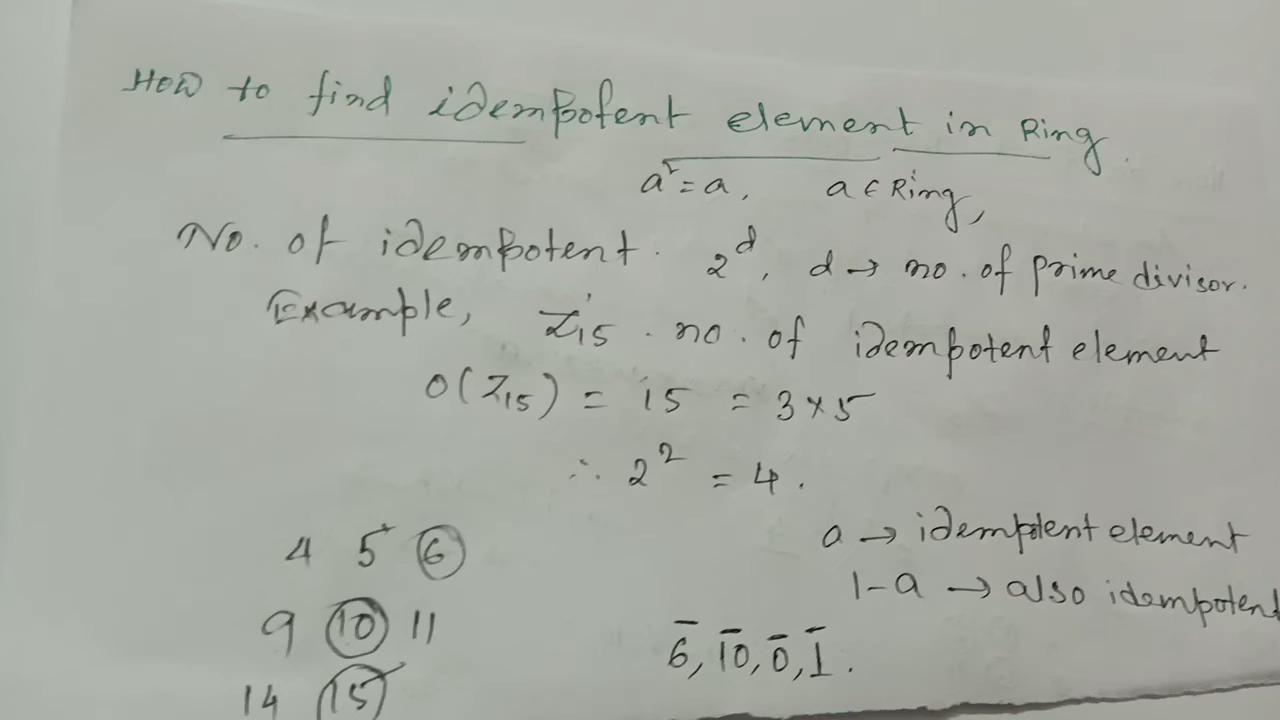 How to find idempotent element in Ring.
a² = a, a ∈ Ring,
No. of idempotent. 2^d, d → no. of prime divisor.
Example, Z₁₅ . no. of idempotent element
O(Z₁₅) = 15 = 3 × 5
∴ 2² = 4.
a → idempotent element
1-a → also idempotent
4 5 6
9 10 11
14 15
6̄, 1̄0̄, 0̄, 1̄.